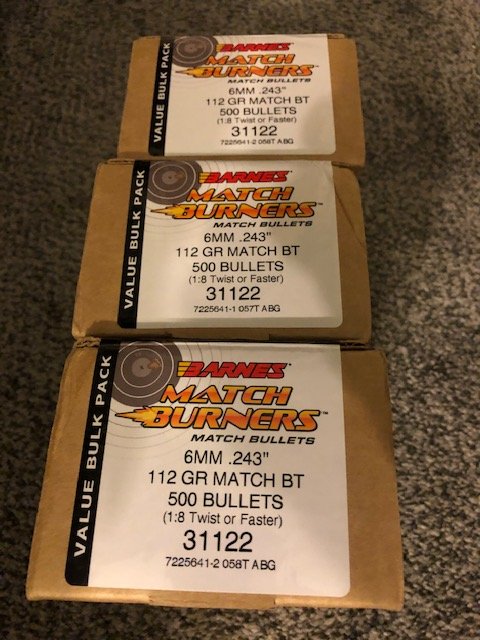 VALUE BULK PACK
BARNES
MATCH
BURNERS™
MATCH BULLETS
6MM .243"
112 GR MATCH BT
500 BULLETS
(1:8 Twist or Faster)
31122
7225641-2 058T ABG
VALUE BULK PACK
BARNES
MATCH
BURNERS™
MATCH BULLETS
6MM .243"
112 GR MATCH BT
500 BULLETS
(1:8 Twist or Faster)
31122
7225641-1 057T ABG
VALUE BULK PACK
BARNES
MATCH
BURNERS™
MATCH BULLETS
6MM .243"
112 GR MATCH BT
500 BULLETS
(1:8 Twist or Faster)
31122
7225641-2 058T ABG